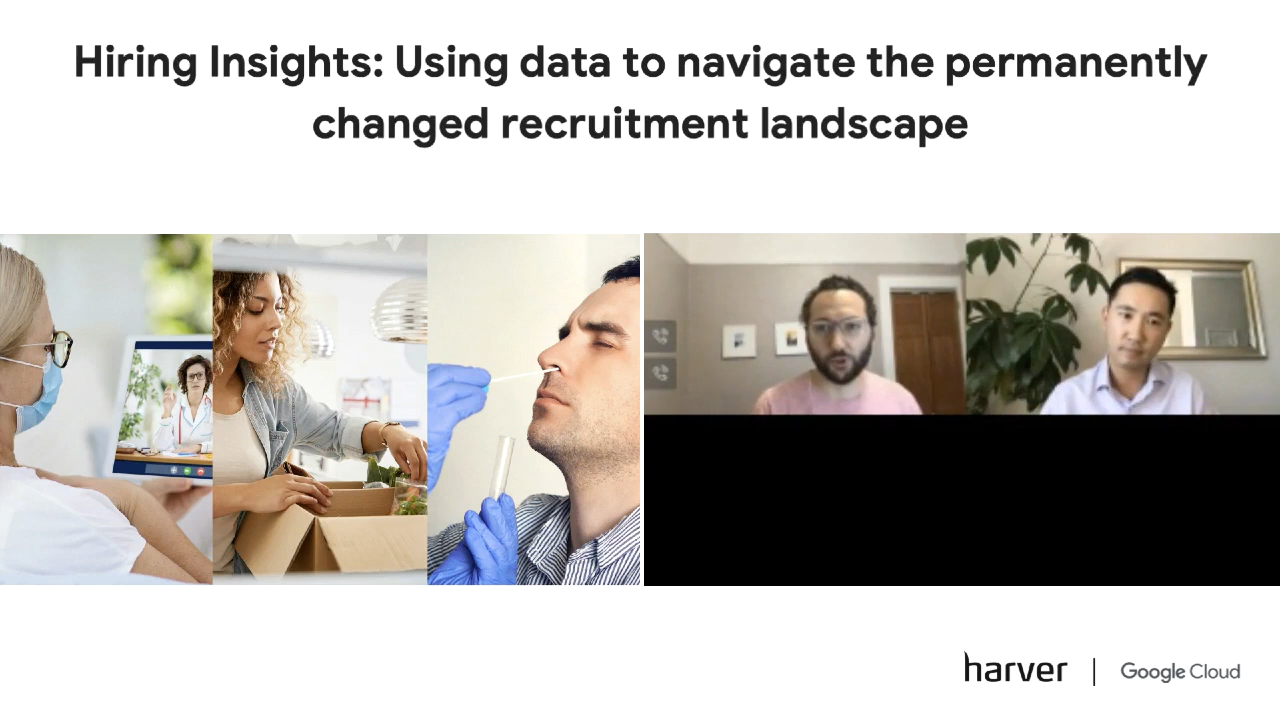 Hiring Insights: Using data to navigate the permanently
changed recruitment landscape
harver | Google Cloud